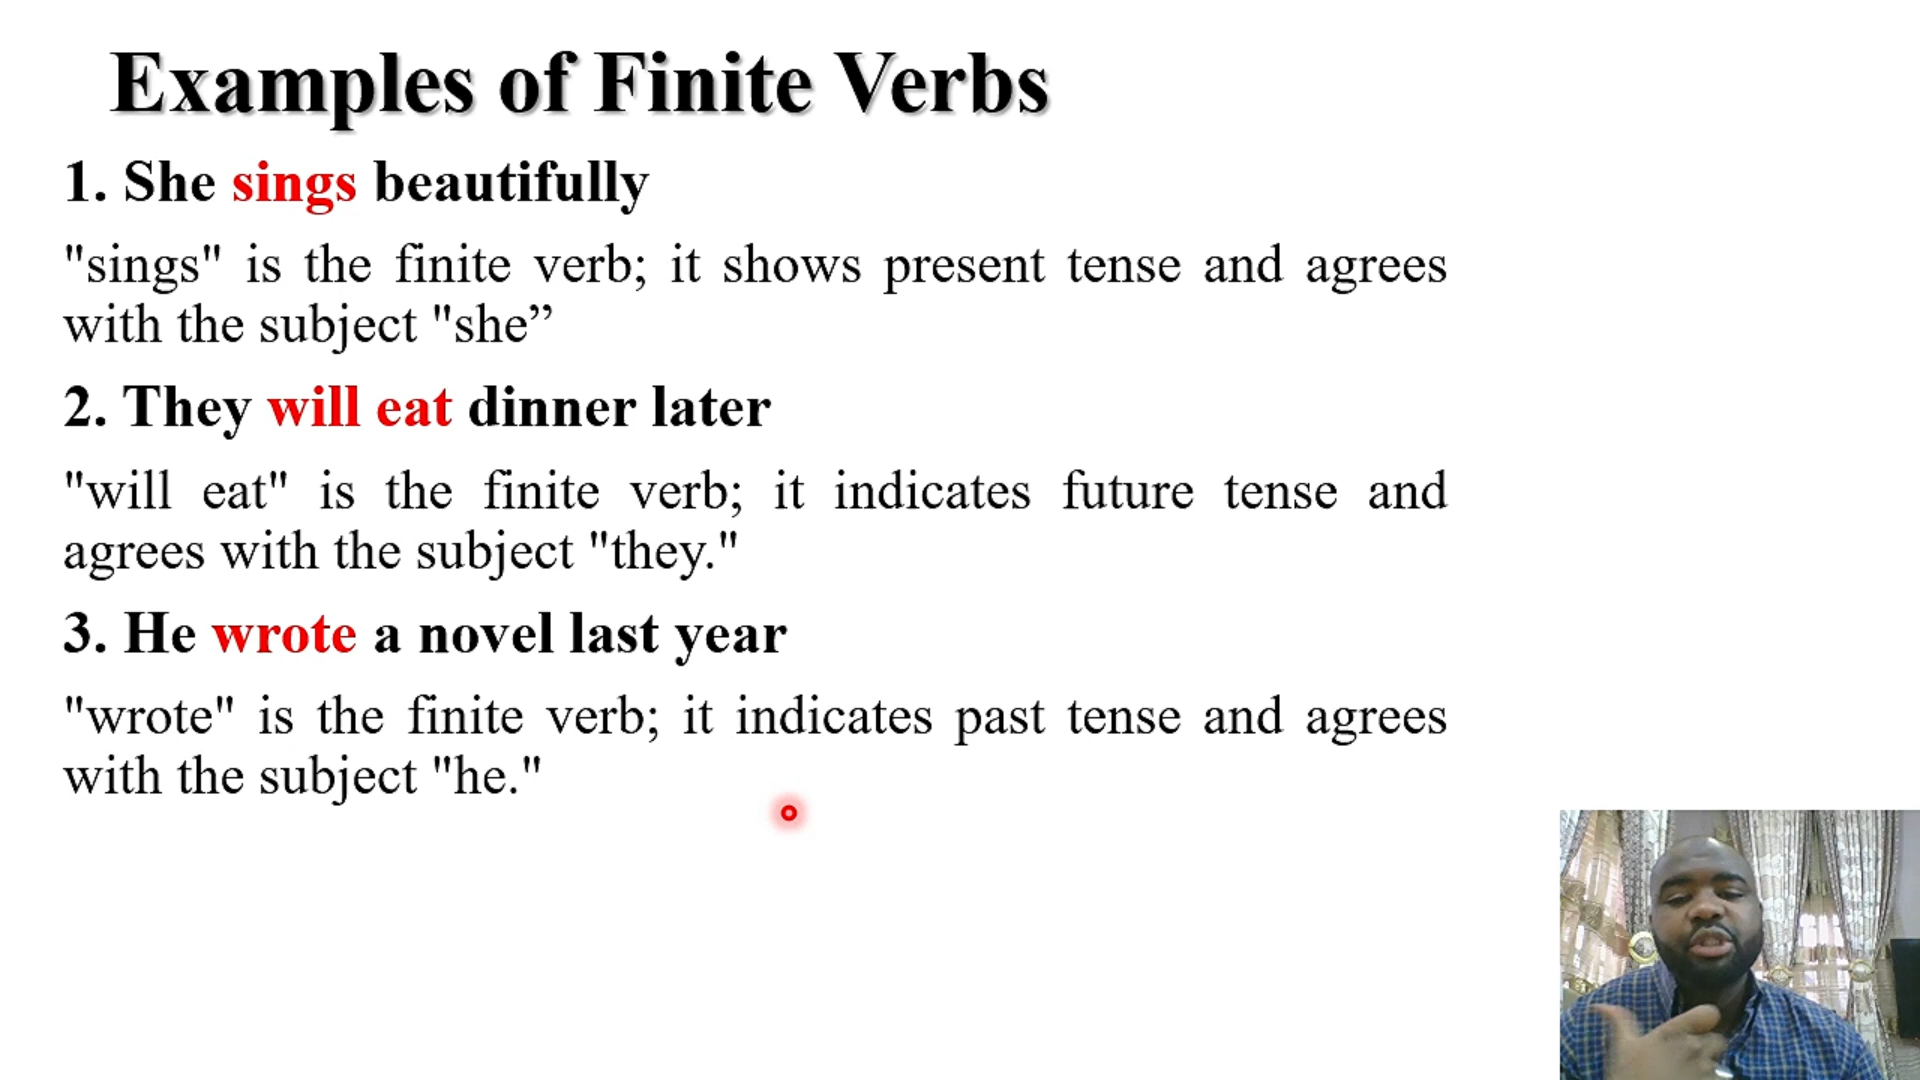 Examples of Finite Verbs
1. She sings beautifully
"sings" is the finite verb; it shows present tense and agrees
with the subject "she”
2. They will eat dinner later
"will eat" is the finite verb; it indicates future tense and
agrees with the subject "they."
3. He wrote a novel last year
"wrote" is the finite verb; it indicates past tense and agrees
with the subject "he."